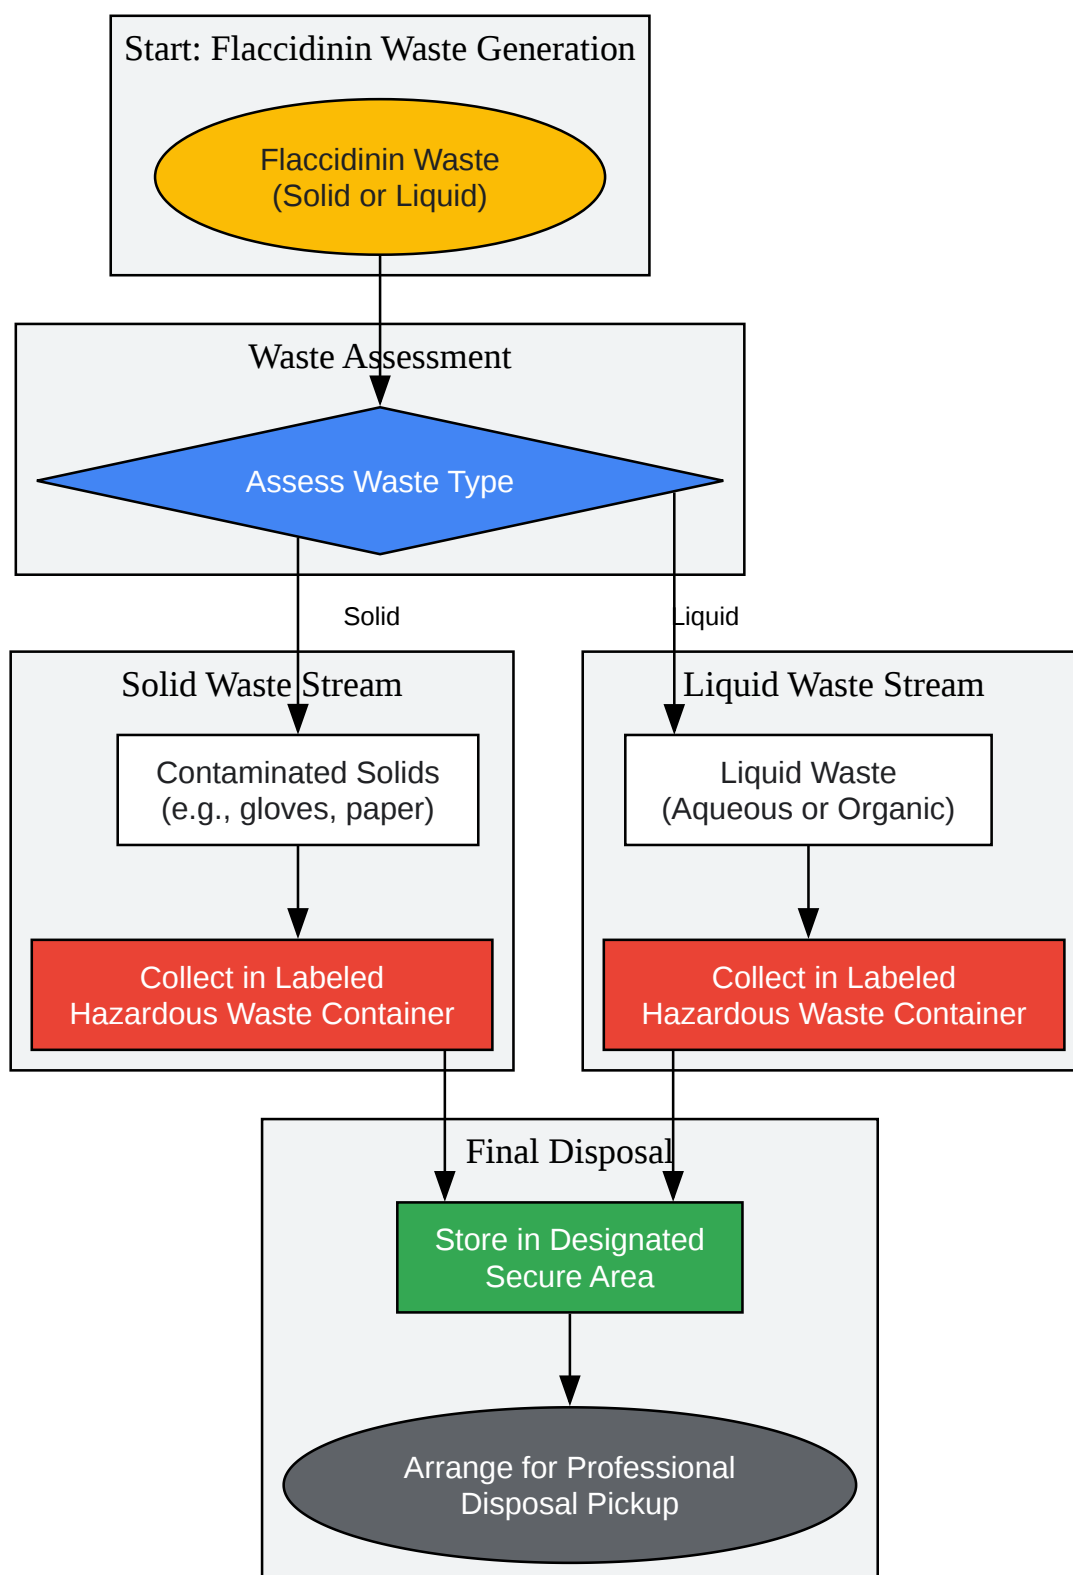 Start: Flaccidinin Waste Generation
Flaccidinin Waste
(Solid or Liquid)
Waste Assessment
Assess Waste Type
Solid
Liquid
Solid Waste Stream
Contaminated Solids
(e.g., gloves, paper)
Collect in Labeled
Hazardous Waste Container
Liquid Waste Stream
Liquid Waste
(Aqueous or Organic)
Collect in Labeled
Hazardous Waste Container
Final Disposal
Store in Designated
Secure Area
Arrange for Professional
Disposal Pickup